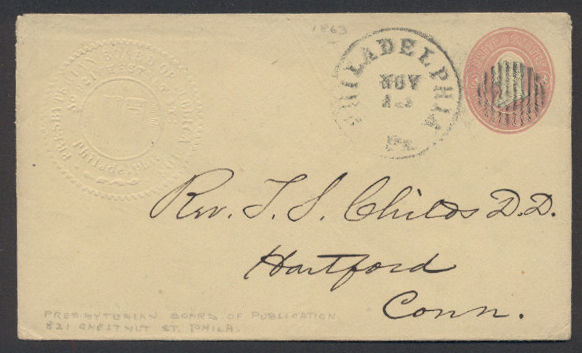 1863
PHILADELPHIA
NOV
Pa.
Rev. T. S. Childs D.D.
Hartford
Conn.
PRESBYTERIAN BOARD OF PUBLICATION.
821 CHESTNUT ST. PHILA.